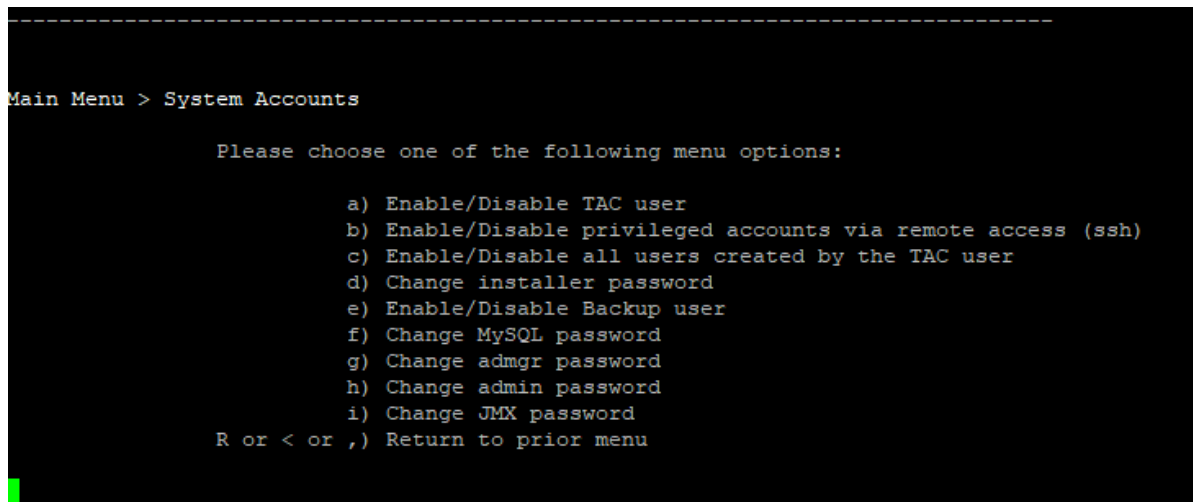 --------------------------------------------------------------------------------
Main Menu > System Accounts
Please choose one of the following menu options:
a) Enable/Disable TAC user
b) Enable/Disable privileged accounts via remote access (ssh)
c) Enable/Disable all users created by the TAC user
d) Change installer password
e) Enable/Disable Backup user
f) Change MySQL password
g) Change admgr password
h) Change admin password
i) Change JMX password
R or < or ,) Return to prior menu